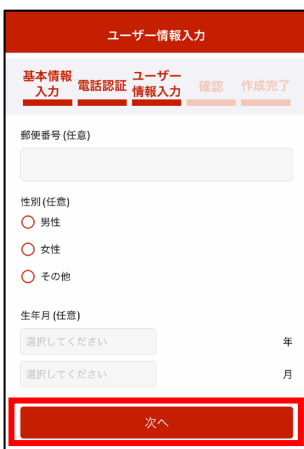 ユーザー情報入力
基本情報
入力
電話認証
ユーザー
情報入力
確認
作成完了
郵便番号 (任意)
性別 (任意)
男性
女性
その他
生年月 (任意)
選択してください 年
選択してください 月
次へ